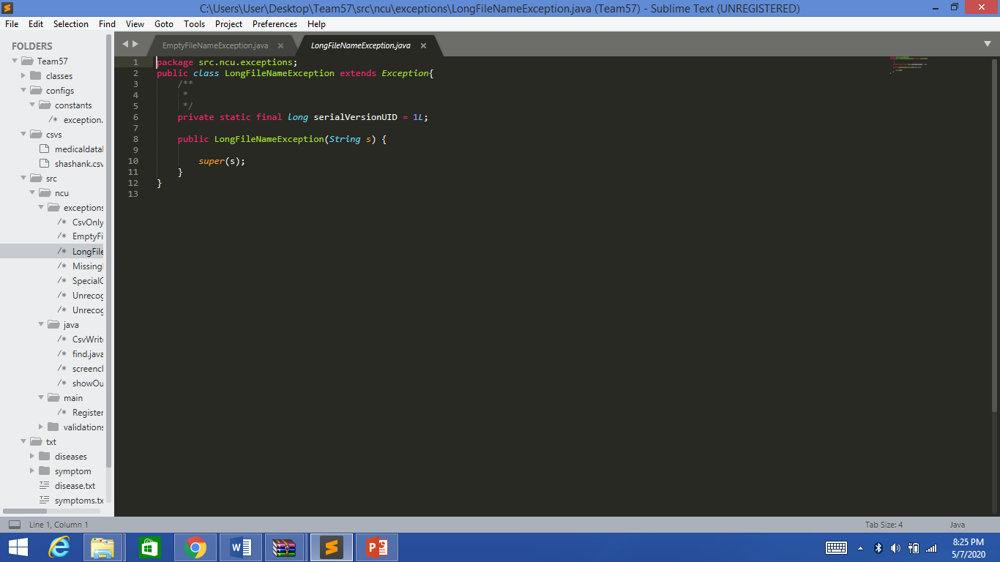 C:\Users\User\Desktop\Team57\src\ncu\exceptions\LongFileNameException.java (Team57) - Sublime Text (UNREGISTERED)
File Edit Selection Find View Goto Tools Project Preferences Help
FOLDERS
Team57
classes
configs
constants
/* exception.
csvs
medicaldatal
shashank.csv
src
ncu
exceptions
/* CsvOnly
/* EmptyFi
/* LongFile
/* Missing
/* Special
/* Unrecog
/* Unrecog
java
/* CsvWrit
/* find.java
/* screencl
/* showOu
main
/* Register
validations
txt
diseases
symptom
disease.txt
symptoms.tx
EmptyFileNameException.java × LongFileNameException.java ×
1 package src.ncu.exceptions;
2 public class LongFileNameException extends Exception{
3 /**
4 *
5 */
6 private static final long serialVersionUID = 1L;
7
8 public LongFileNameException(String s) {
9
10 super(s);
11 }
12 }
13
Line 1, Column 1 Tab Size: 4 Java
8:25 PM
5/7/2020